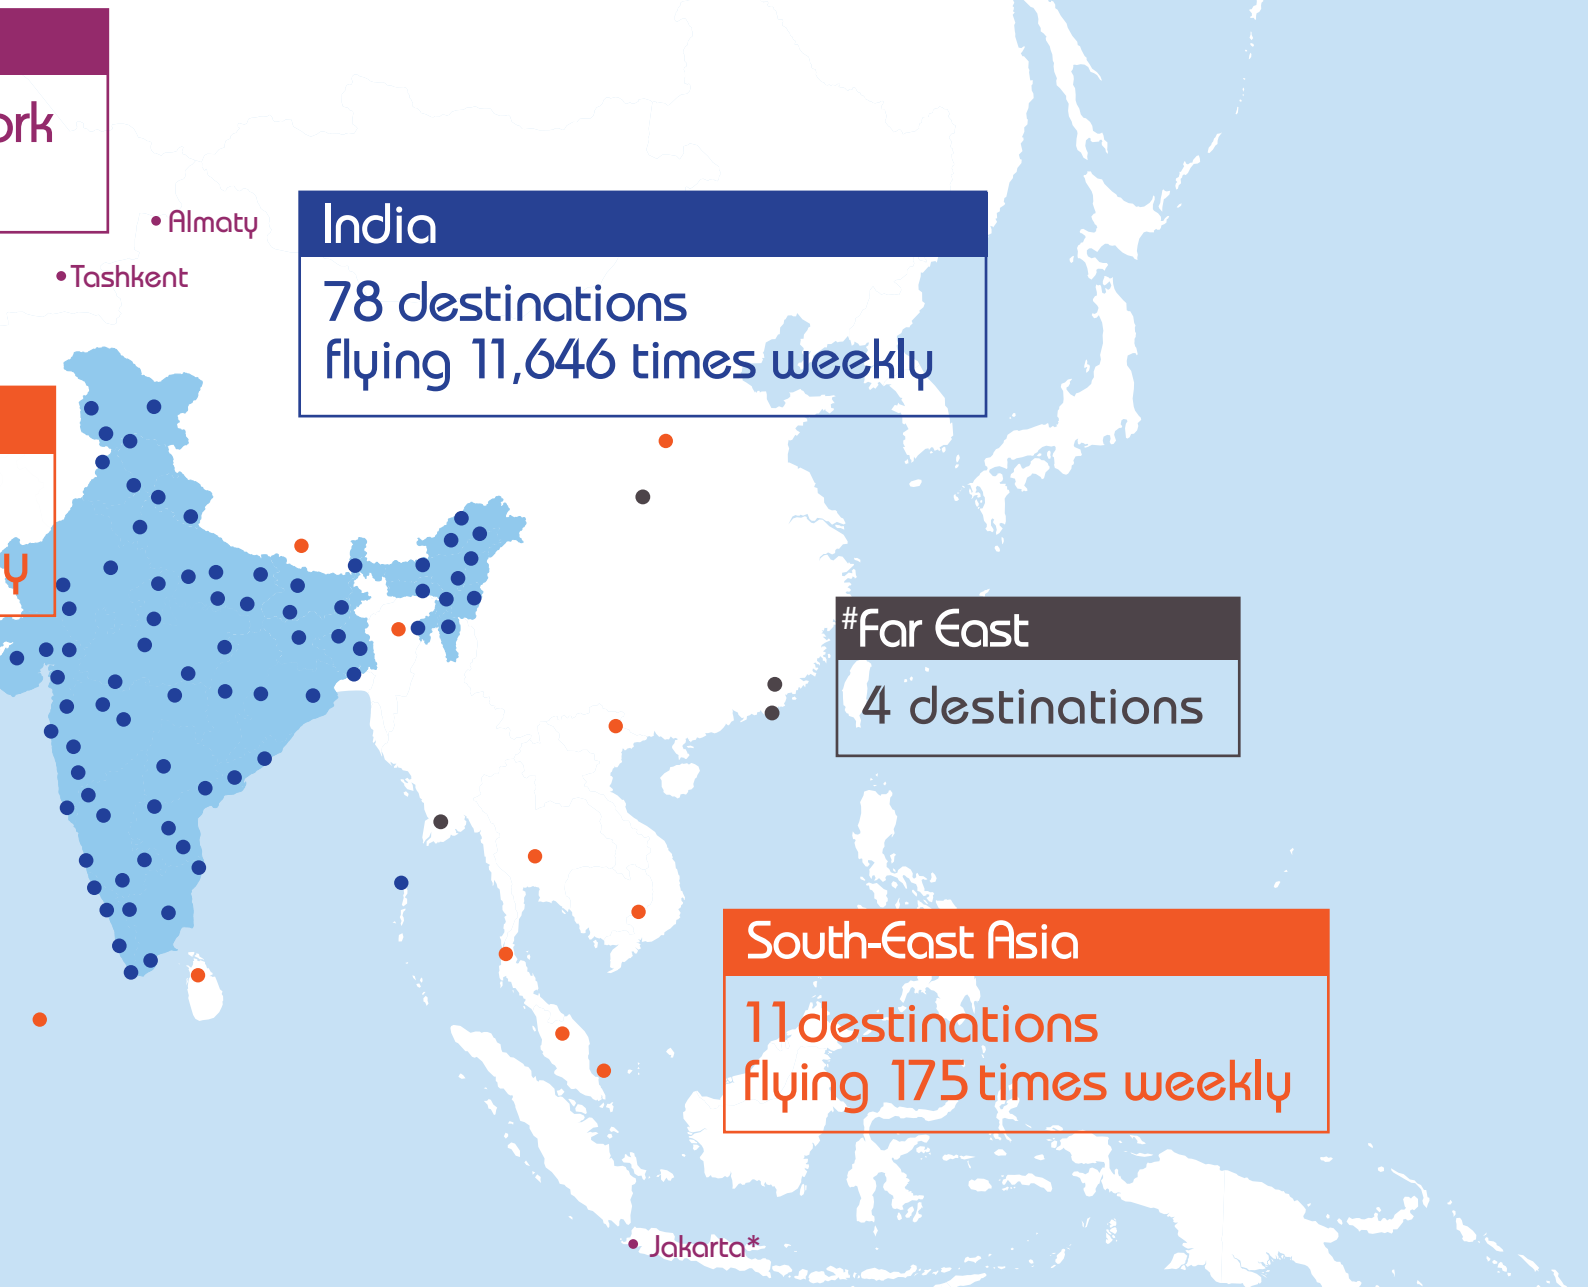 • Almaty
• Tashkent
India
78 destinations
flying 11,646 times weekly
#Far East
4 destinations
South-East Asia
11 destinations
flying 175 times weekly
• Jakarta*